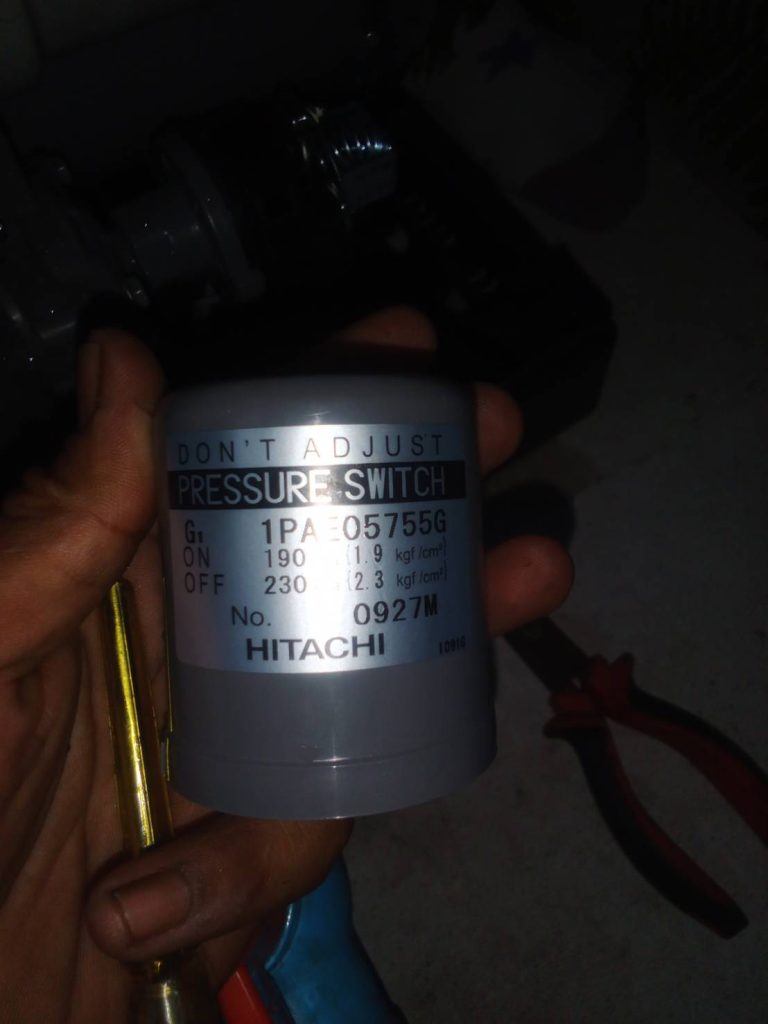 DON'T ADJUST
PRESSURE SWITCH
G₁ 1PAE05755G
ON 190 (1.9 kgf/cm²)
OFF 230 (2.3 kgf/cm²)
No. 0927M
HITACHI